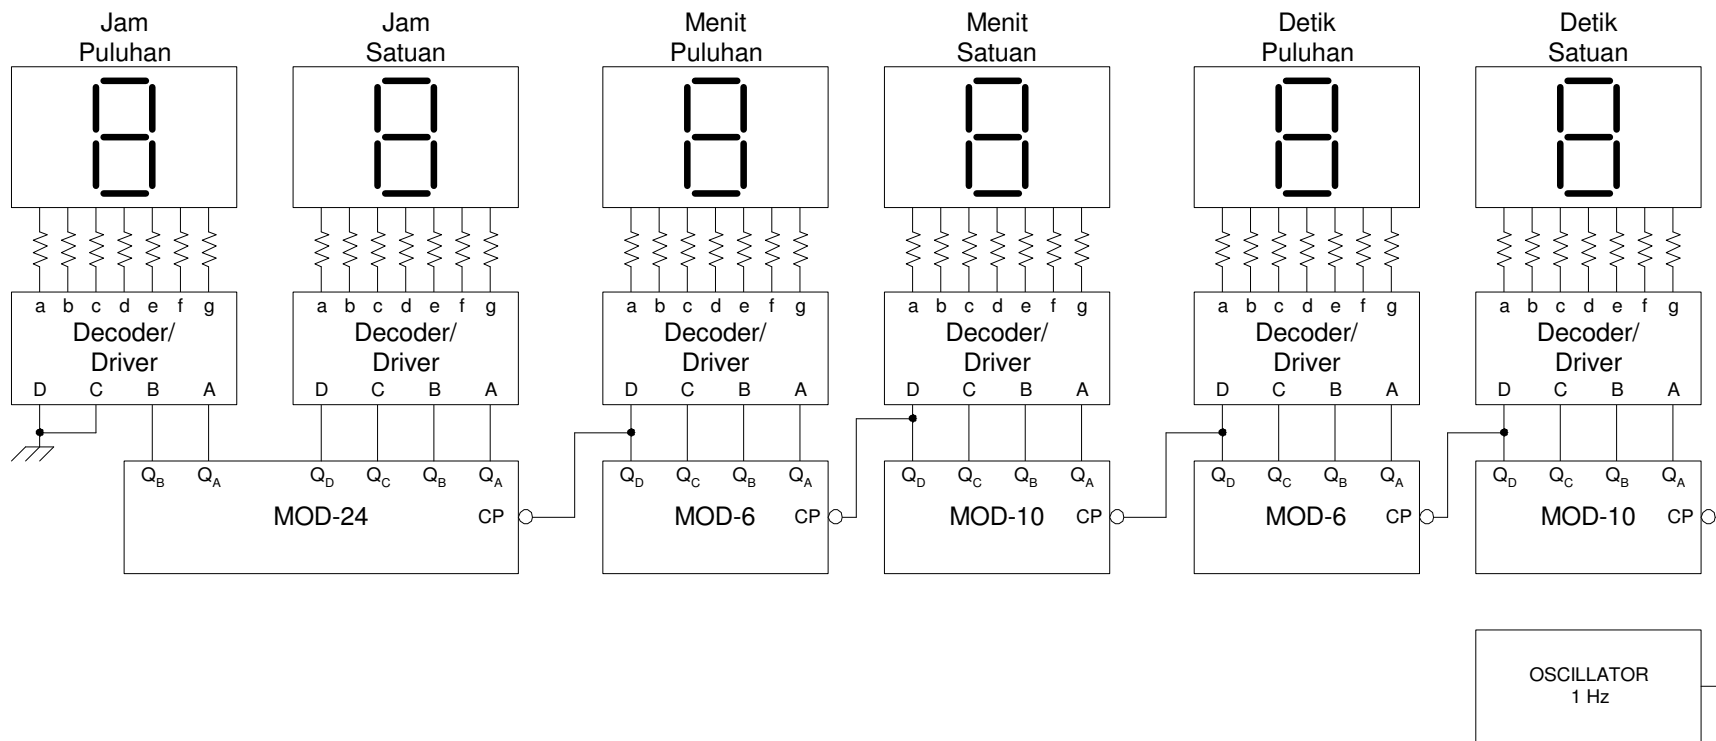 Jam
Puluhan
Jam
Satuan
Menit
Puluhan
Menit
Satuan
Detik
Puluhan
Detik
Satuan
a b c d e f g
Decoder/
Driver
D C B A
a b c d e f g
Decoder/
Driver
D C B A
a b c d e f g
Decoder/
Driver
D C B A
a b c d e f g
Decoder/
Driver
D C B A
a b c d e f g
Decoder/
Driver
D C B A
a b c d e f g
Decoder/
Driver
D C B A
QB QA QD QC QB QA
MOD-24 CP
QD QC QB QA
MOD-6 CP
QD QC QB QA
MOD-10 CP
QD QC QB QA
MOD-6 CP
QD QC QB QA
MOD-10 CP
OSCILLATOR
1 Hz